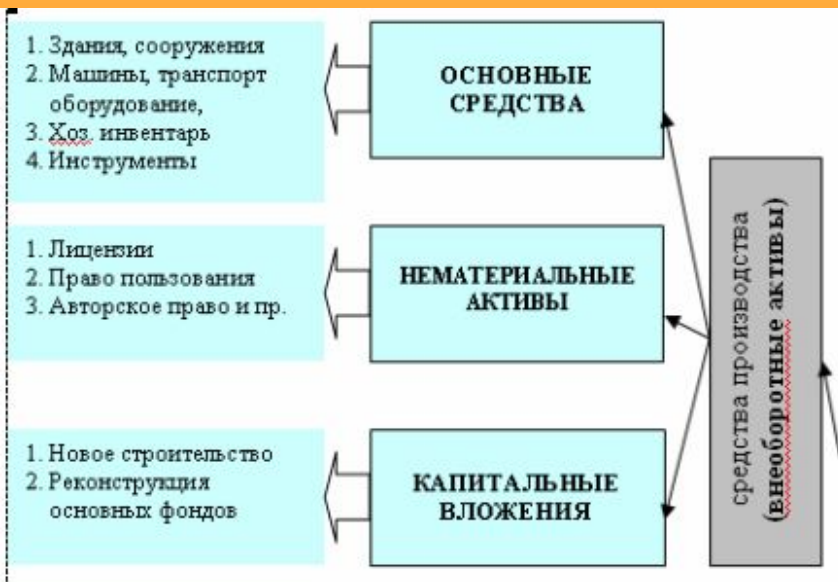 1. Здания, сооружения
2. Машины, транспорт
оборудование,
3. Хоз. инвентарь
4. Инструменты
ОСНОВНЫЕ
СРЕДСТВА
1. Лицензии
2. Право пользования
3. Авторское право и пр.
НЕМАТЕРИАЛЬНЫЕ
АКТИВЫ
1. Новое строительство
2. Реконструкция
основных фондов
КАПИТАЛЬНЫЕ
ВЛОЖЕНИЯ
средства производства
(внеоборотные активы)